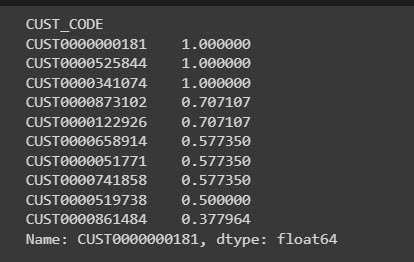 CUST_CODE
CUST0000000181    1.000000
CUST0000525844    1.000000
CUST0000341074    1.000000
CUST0000873102    0.707107
CUST0000122926    0.707107
CUST0000658914    0.577350
CUST0000051771    0.577350
CUST0000741858    0.577350
CUST0000519738    0.500000
CUST0000861484    0.377964
Name: CUST0000000181, dtype: float64